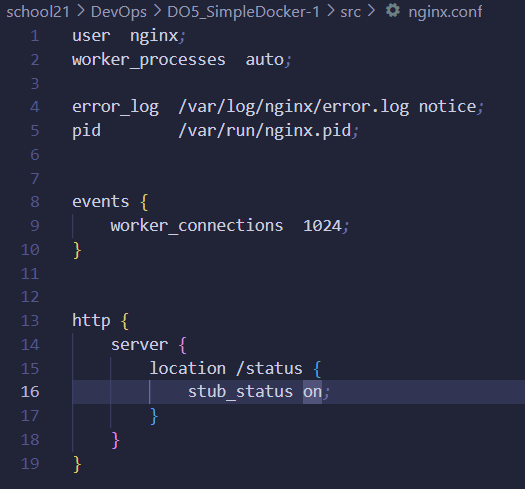 school21 > DevOps > DO5_SimpleDocker-1 > src > nginx.conf
1 user  nginx;
2 worker_processes  auto;
3
4 error_log  /var/log/nginx/error.log notice;
5 pid        /var/run/nginx.pid;
6
7
8 events {
9     worker_connections  1024;
10 }
11
12
13 http {
14     server {
15         location /status {
16             stub_status on;
17         }
18     }
19 }